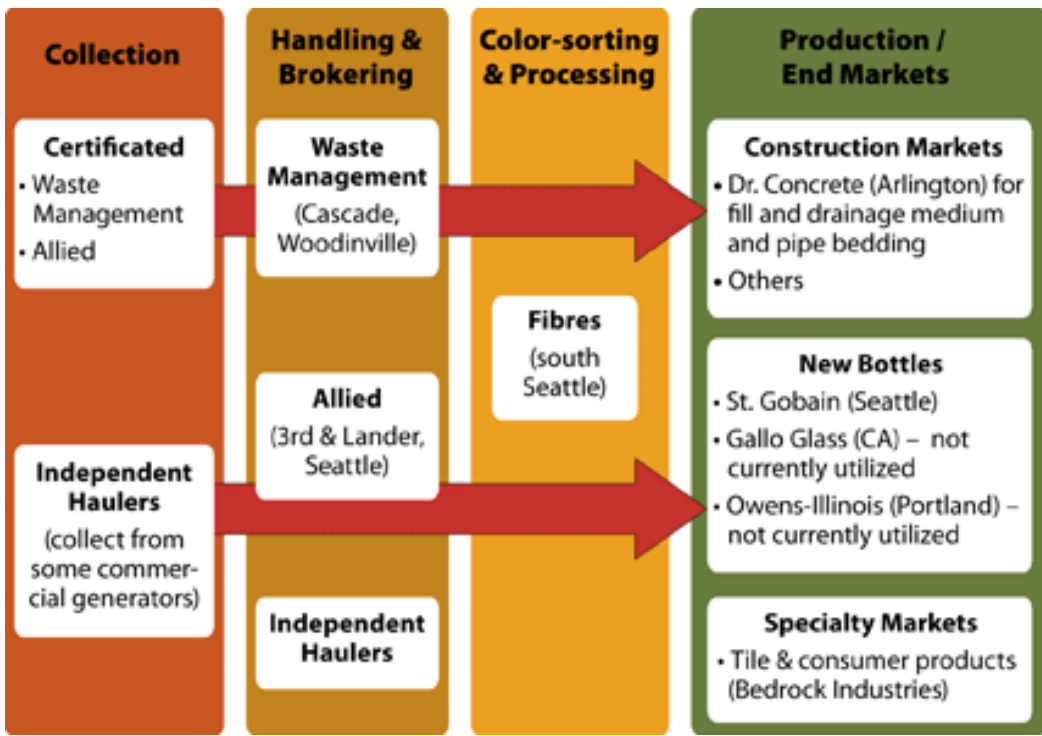 Collection
Certificated
• Waste
Management
• Allied
Independent
Haulers
(collect from
some commer-
cial generators)
Handling &
Brokering
Waste
Management
(Cascade,
Woodinville)
Allied
(3rd & Lander,
Seattle)
Independent
Haulers
Color-sorting
& Processing
Fibres
(south
Seattle)
Production /
End Markets
Construction Markets
• Dr. Concrete (Arlington) for
fill and drainage medium
and pipe bedding
• Others
New Bottles
• St. Gobain (Seattle)
• Gallo Glass (CA) – not
currently utilized
• Owens-Illinois (Portland) –
not currently utilized
Specialty Markets
• Tile & consumer products
(Bedrock Industries)